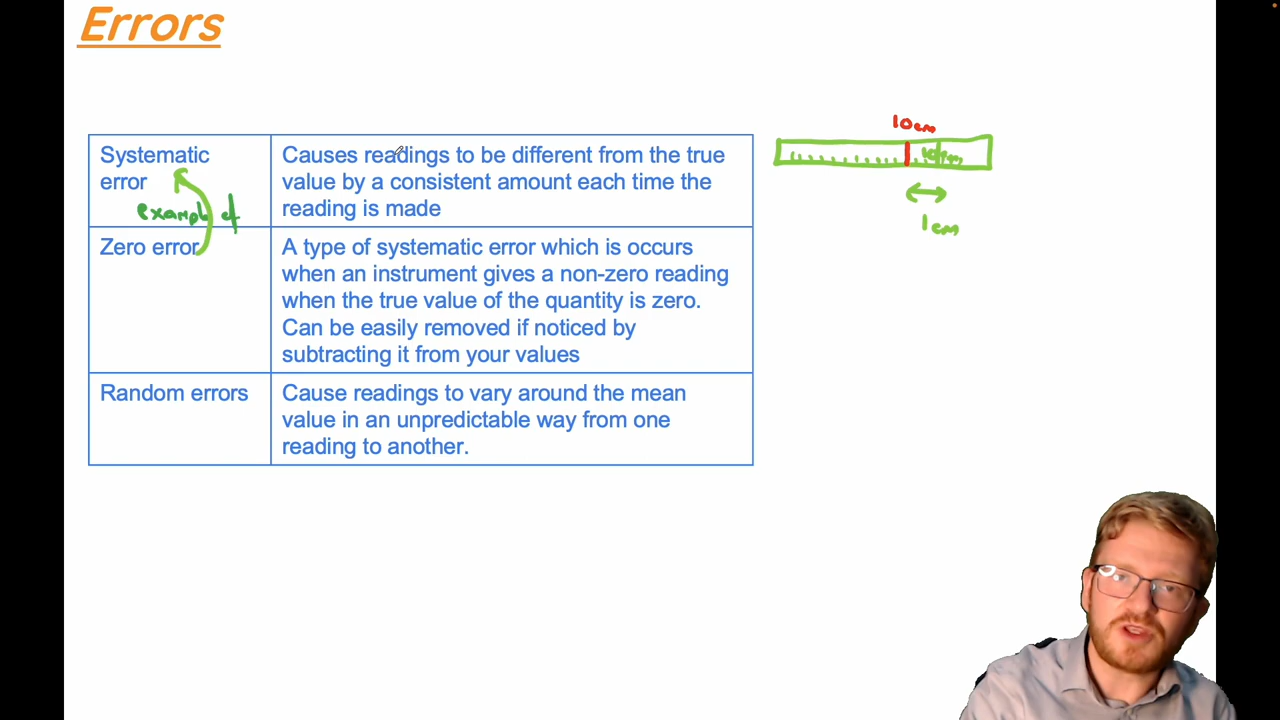 Errors
Systematic
error
Causes readings to be different from the true
value by a consistent amount each time the
reading is made
example of
Zero error
A type of systematic error which is occurs
when an instrument gives a non-zero reading
when the true value of the quantity is zero.
Can be easily removed if noticed by
subtracting it from your values
Random errors
Cause readings to vary around the mean
value in an unpredictable way from one
reading to another.
10cm
1cm